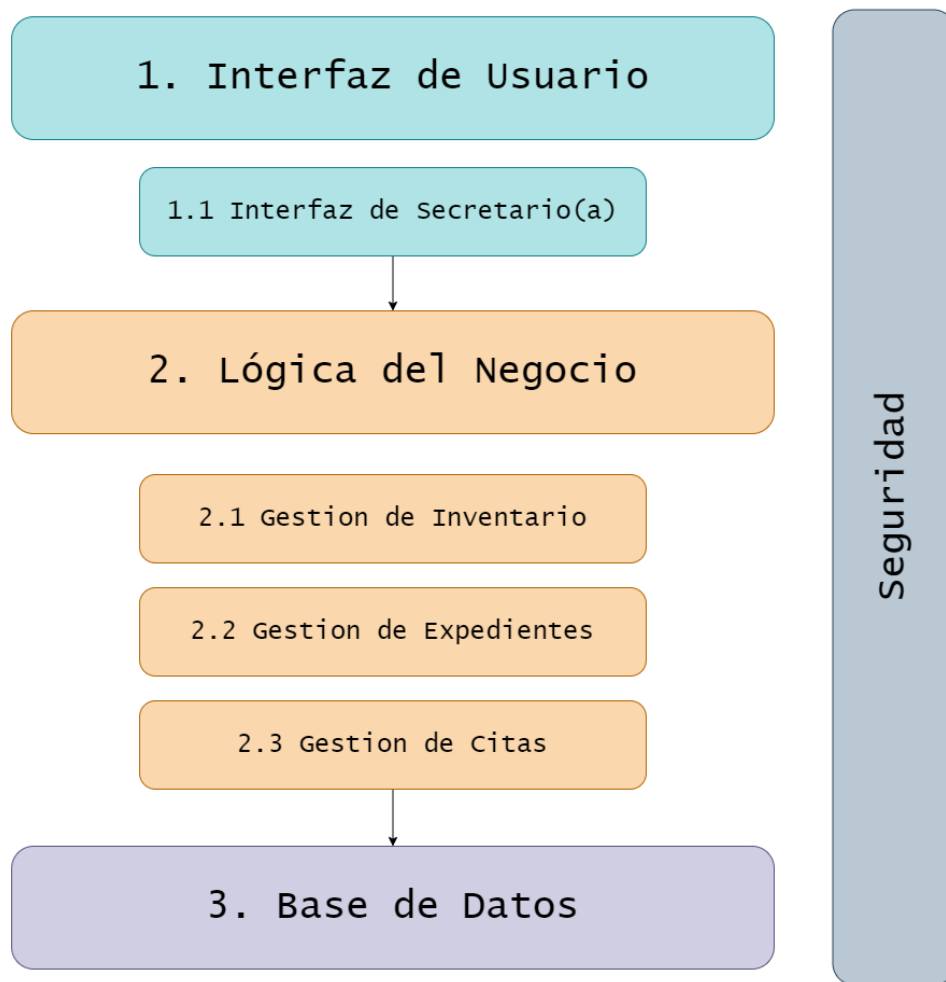 1. Interfaz de Usuario
1.1 Interfaz de Secretario(a)
2. Lógica del Negocio
2.1 Gestion de Inventario
2.2 Gestion de Expedientes
2.3 Gestion de Citas
3. Base de Datos
Seguridad